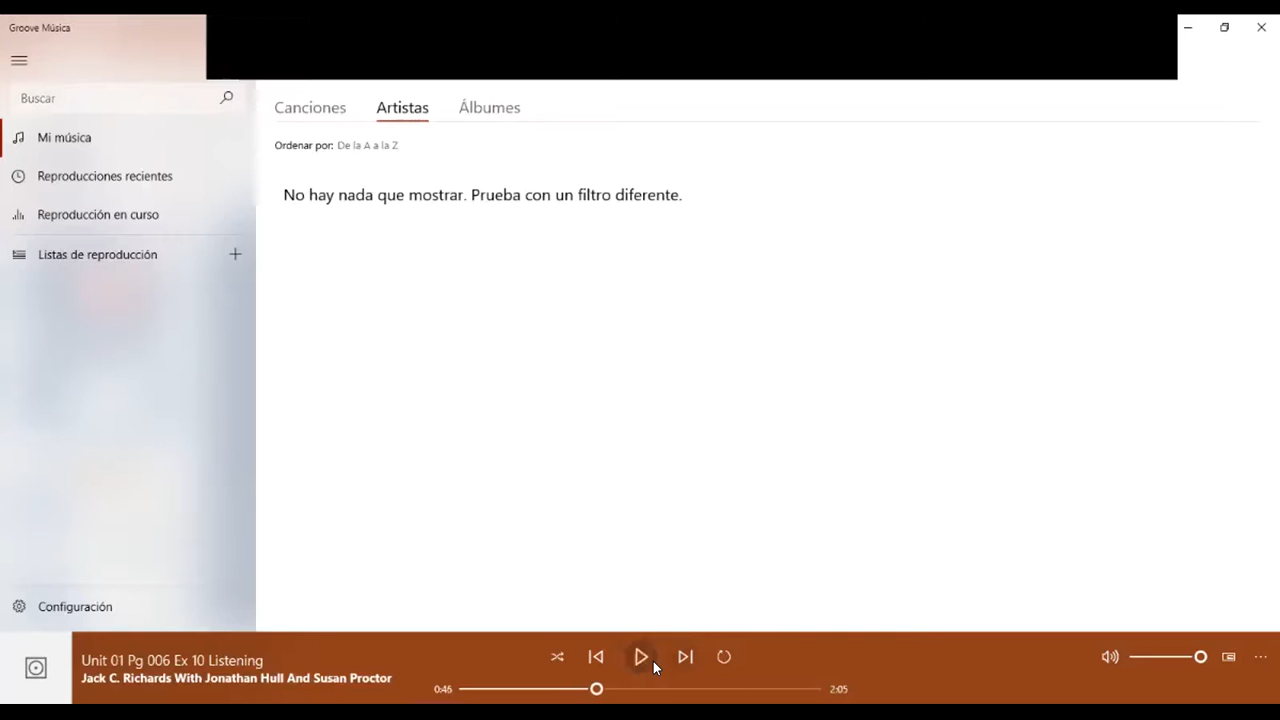 Groove Música
Buscar
Mi música
Reproducciones recientes
Reproducción en curso
Listas de reproducción
Configuración
Canciones Artistas Álbumes
Ordenar por: De la A a la Z
No hay nada que mostrar. Prueba con un filtro diferente.
Unit 01 Pg 006 Ex 10 Listening
Jack C. Richards With Jonathan Hull And Susan Proctor
0:46 2:05